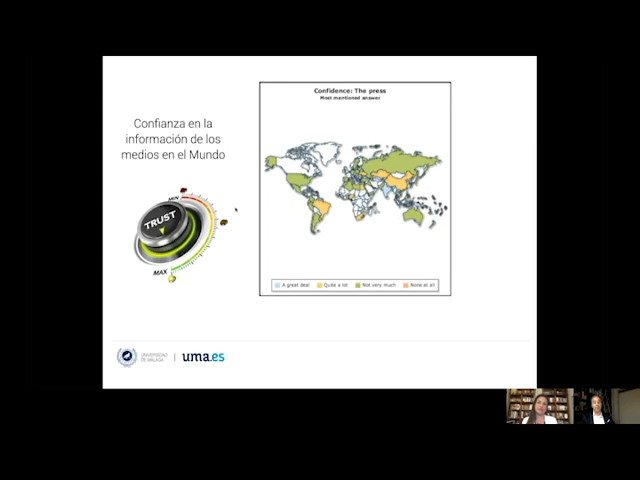 Confianza en la
información de los
medios en el Mundo
MIN
TRUST
MAX
Confidence: The press
Most mentioned answer
A great deal
Quite a lot
Not very much
None at all
UNIVERSIDAD
DE MÁLAGA
uma.es